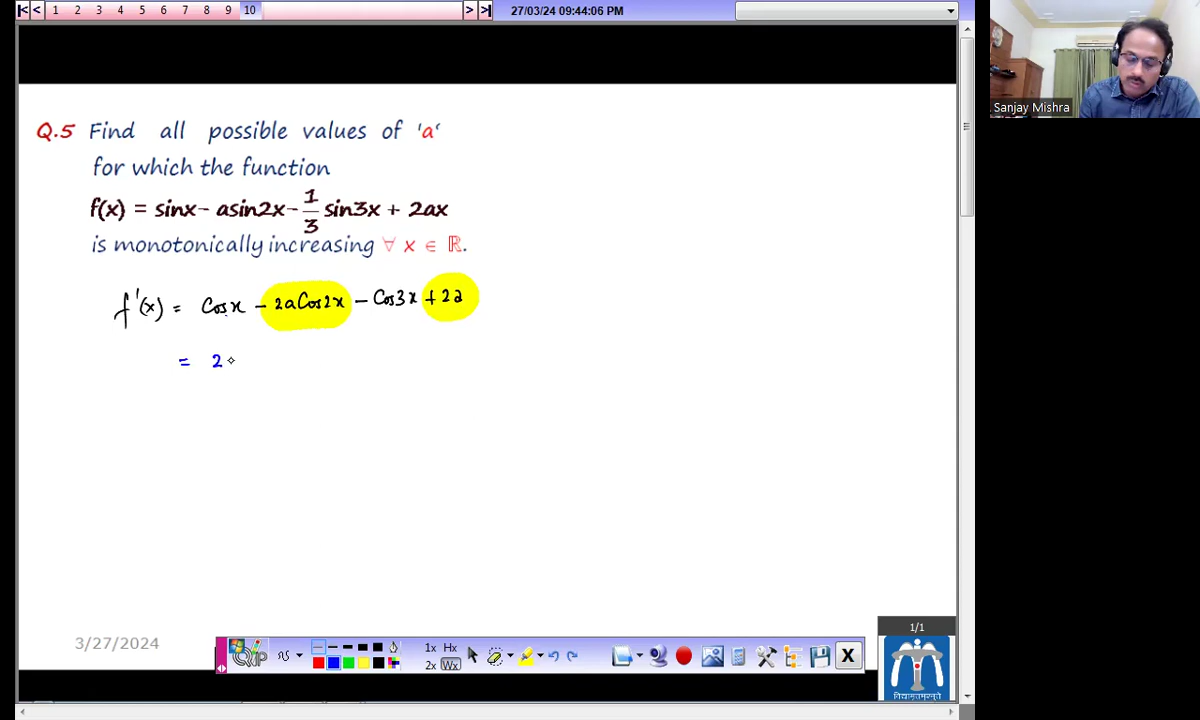 1 2 3 4 5 6 7 8 9 10
27/03/24 09:44:06 PM
Sanjay Mishra
Q.5 Find all possible values of 'a'
for which the function
f(x) = sinx- asin2x- 1/3 sin3x + 2ax
is monotonically increasing ∀ x ∈ ℝ.
f'(x) = Cosx - 2aCos2x - Cos3x + 2a
= 2
3/27/2024
1x Hx
2x Wx
X
1/1